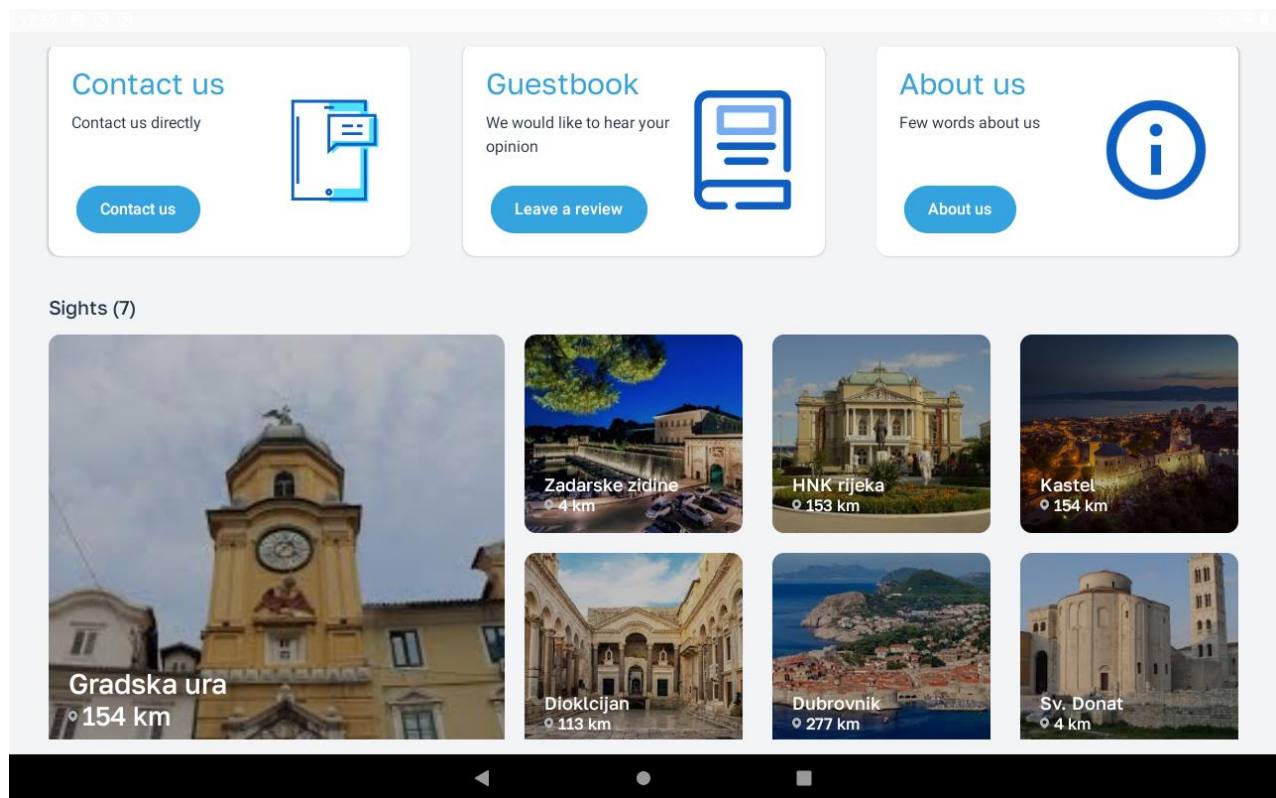 Contact us
Contact us directly
Contact us
Guestbook
We would like to hear your
opinion
Leave a review
About us
Few words about us
About us
Sights (7)
Gradska ura
154 km
Zadarske zidine
4 km
HNK rijeka
153 km
Kastel
154 km
Dioklcijan
113 km
Dubrovnik
277 km
Sv. Donat
4 km